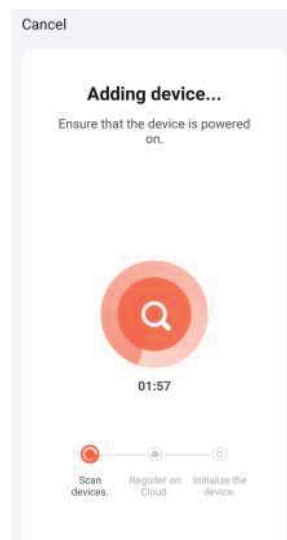 Cancel
Adding device...
Ensure that the device is powered
on.
01:57
Scan
devices.
Register on
Cloud
Initialize the
device.